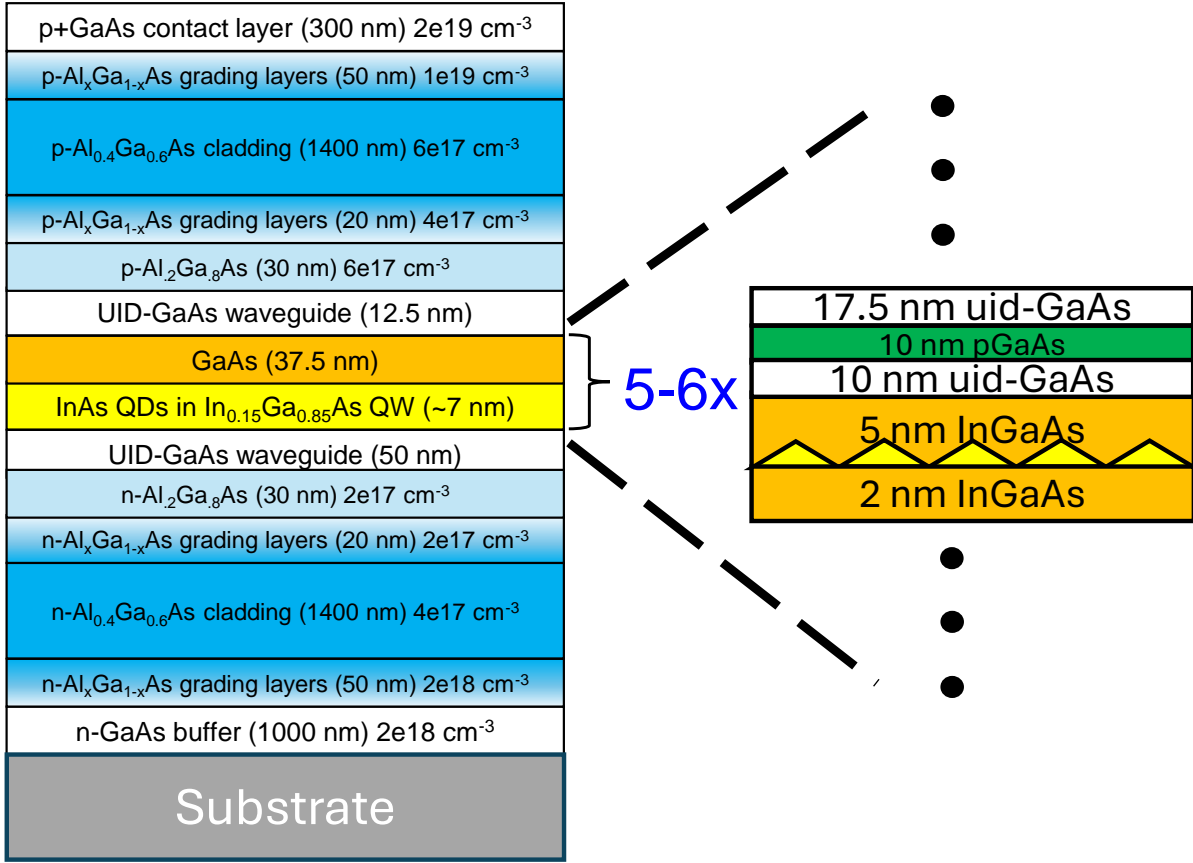 p+GaAs contact layer (300 nm) 2e19 cm⁻³
p-AlₓGa₁₋ₓAs grading layers (50 nm) 1e19 cm⁻³
p-Al₀.₄Ga₀.₆As cladding (1400 nm) 6e17 cm⁻³
p-AlₓGa₁₋ₓAs grading layers (20 nm) 4e17 cm⁻³
p-Al.₂Ga.₈As (30 nm) 6e17 cm⁻³
UID-GaAs waveguide (12.5 nm)
GaAs (37.5 nm)
InAs QDs in In₀.₁₅Ga₀.₈₅As QW (~7 nm)
UID-GaAs waveguide (50 nm)
n-Al.₂Ga.₈As (30 nm) 2e17 cm⁻³
n-AlₓGa₁₋ₓAs grading layers (20 nm) 2e17 cm⁻³
n-Al₀.₄Ga₀.₆As cladding (1400 nm) 4e17 cm⁻³
n-AlₓGa₁₋ₓAs grading layers (50 nm) 2e18 cm⁻³
n-GaAs buffer (1000 nm) 2e18 cm⁻³
Substrate
5-6x
17.5 nm uid-GaAs
10 nm pGaAs
10 nm uid-GaAs
5 nm InGaAs
2 nm InGaAs